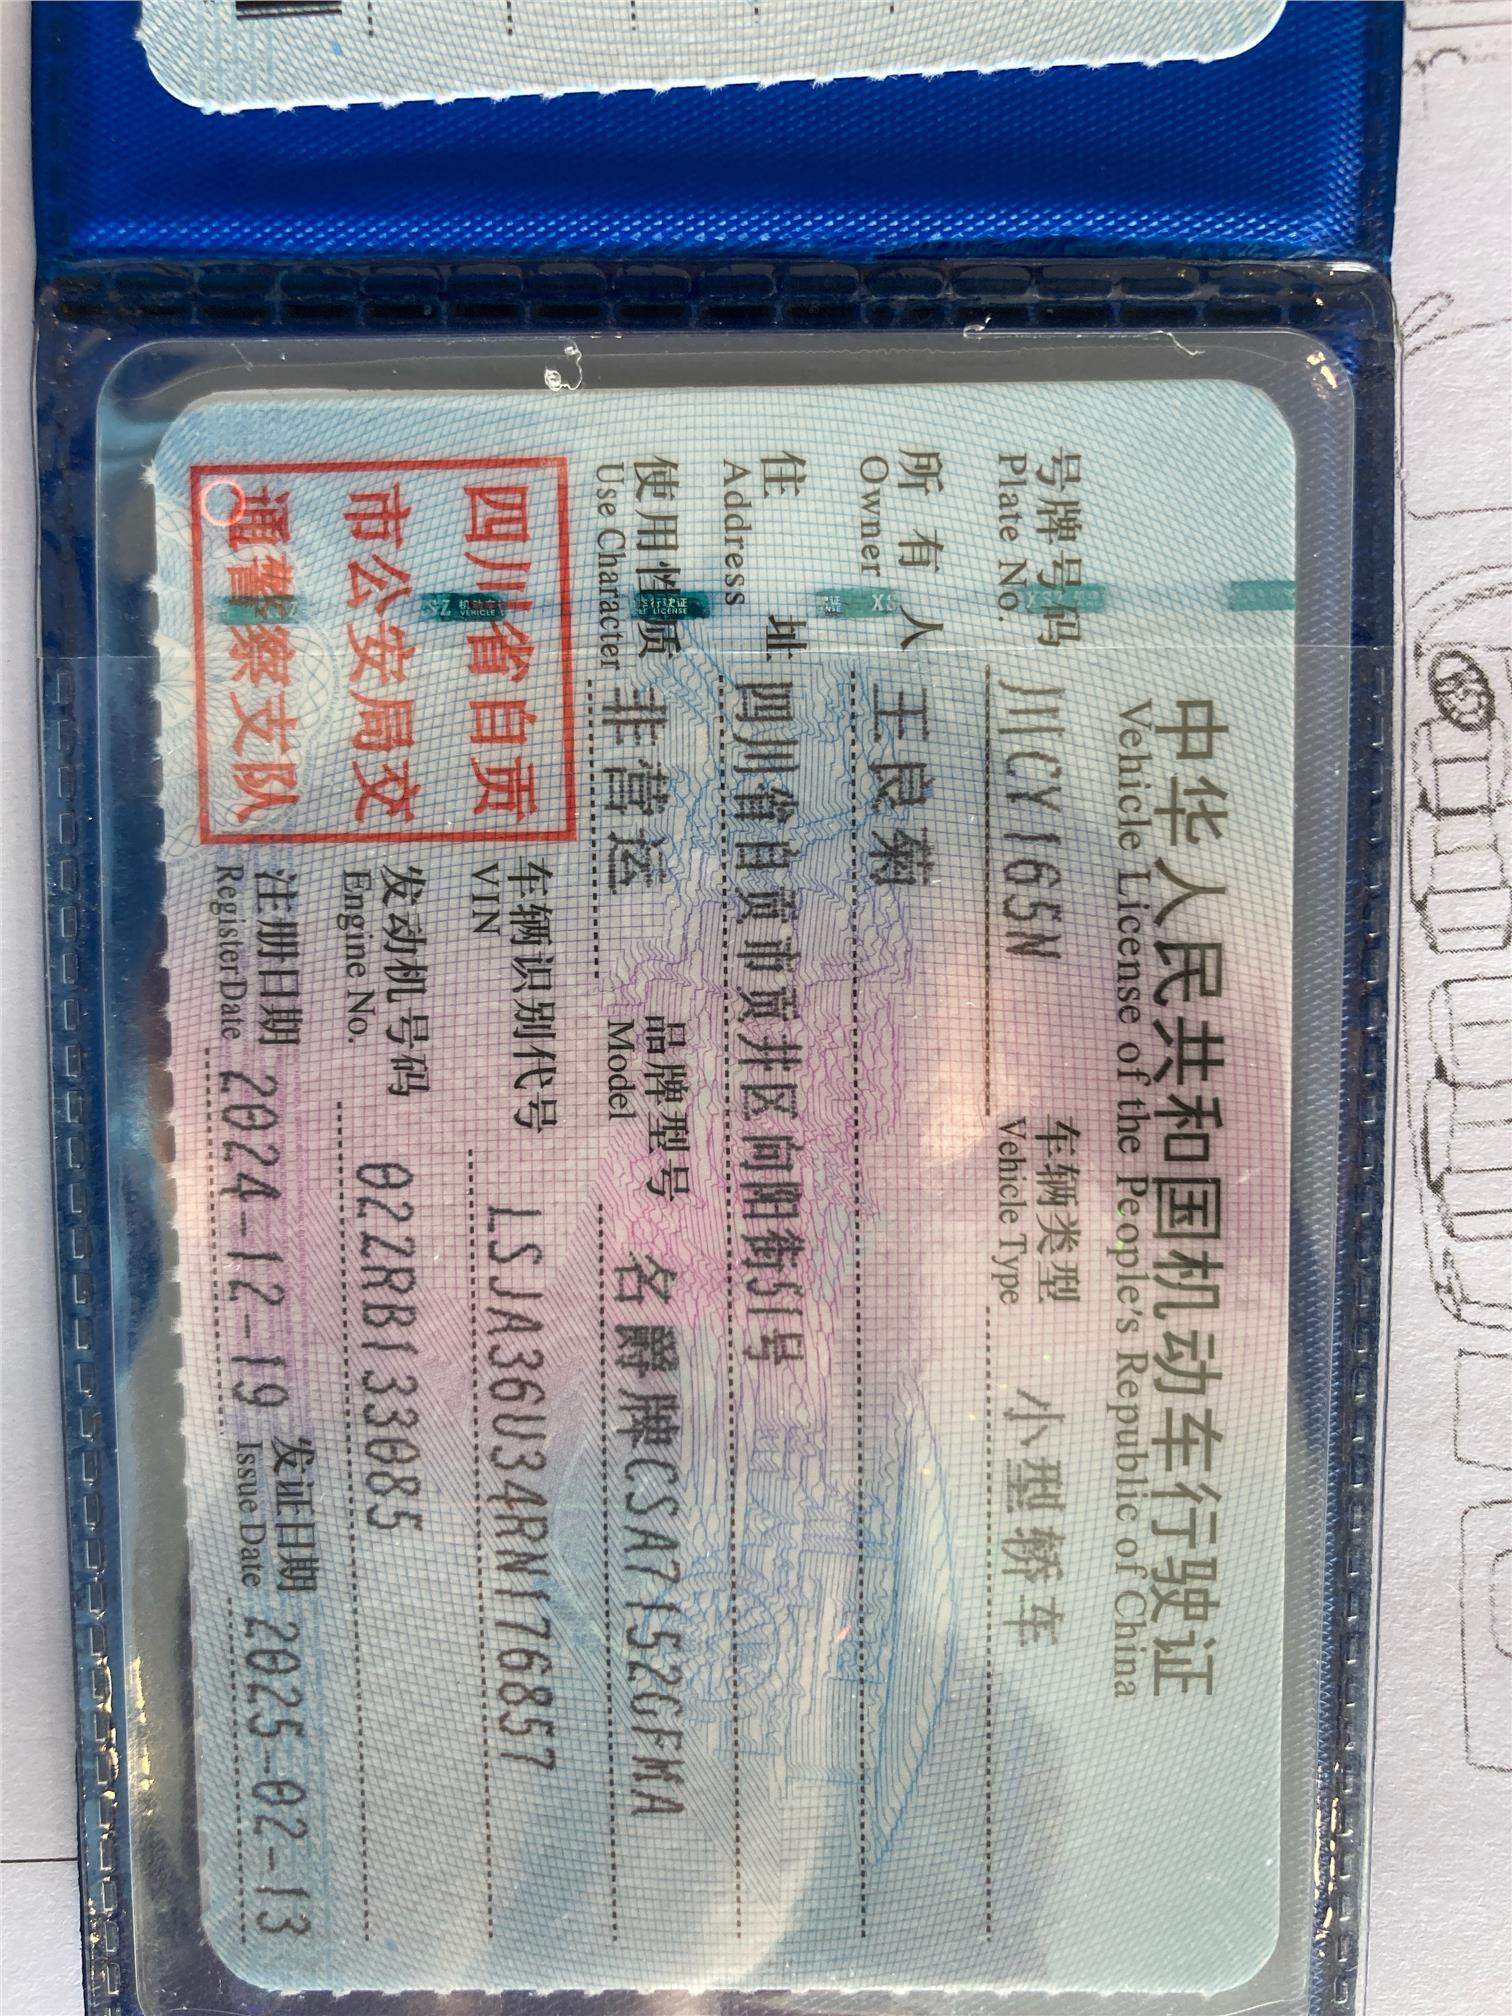 中华人民共和国机动车行驶证
Vehicle License of the People's Republic of China
号牌号码 川CY165N 车辆类型 小型轿车
Plate No. Vehicle Type
所有人 王良菊
Owner
住址 四川省自贡市市贡井区向阳街51号
Address
使用性质 非营运 品牌型号 名爵牌CSA7152GFMA
Use Character Model
四川省自贡
市公安局交
通警察支队
车辆识别代号 LSJA36U34RN176857
VIN
发动机号码 022RB133085
Engine No.
注册日期 2024-12-19 发证日期 2025-02-13
Register Date Issue Date